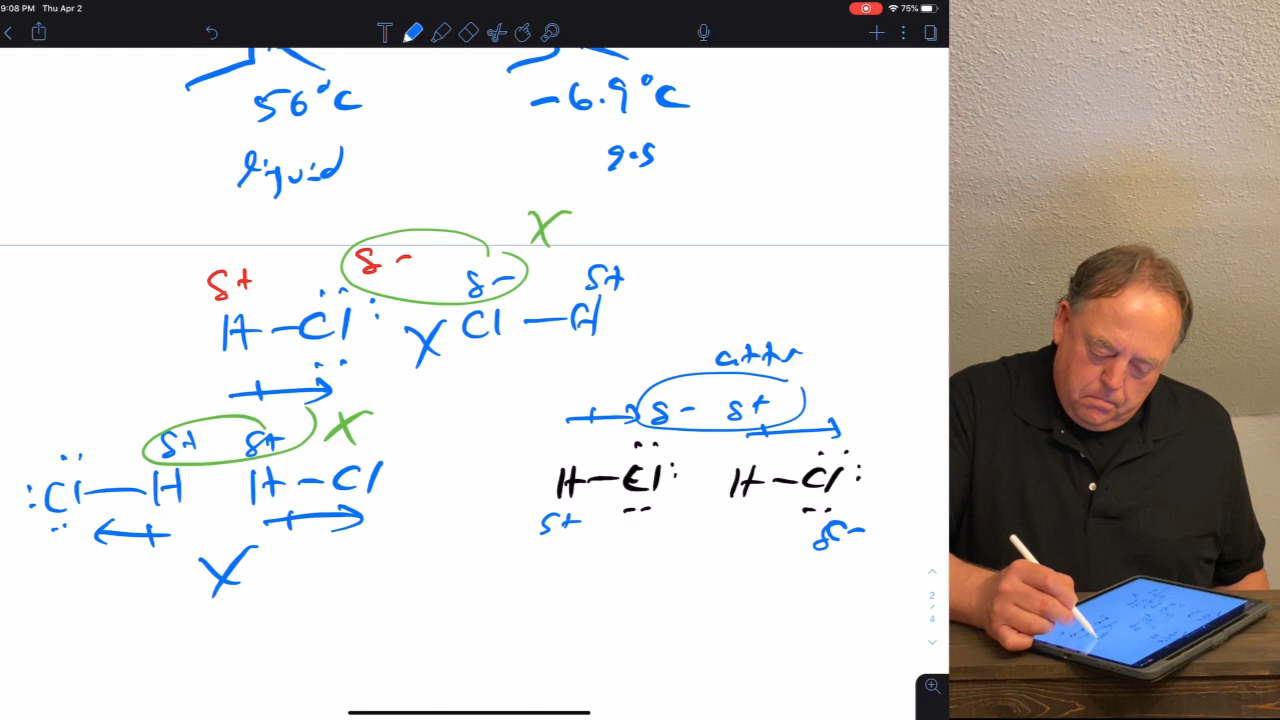 9:08 PM Thu Apr 2
75%
T
56°C
-6.9°C
liquid
gas
X
δ+ δ- δ- δ+
H-Cl X Cl-H
attr
δ+ δ+ X
δ- δ+
:Cl-H H-Cl
H-Cl: H-Cl:
δ+
δ-
X
2
/
4